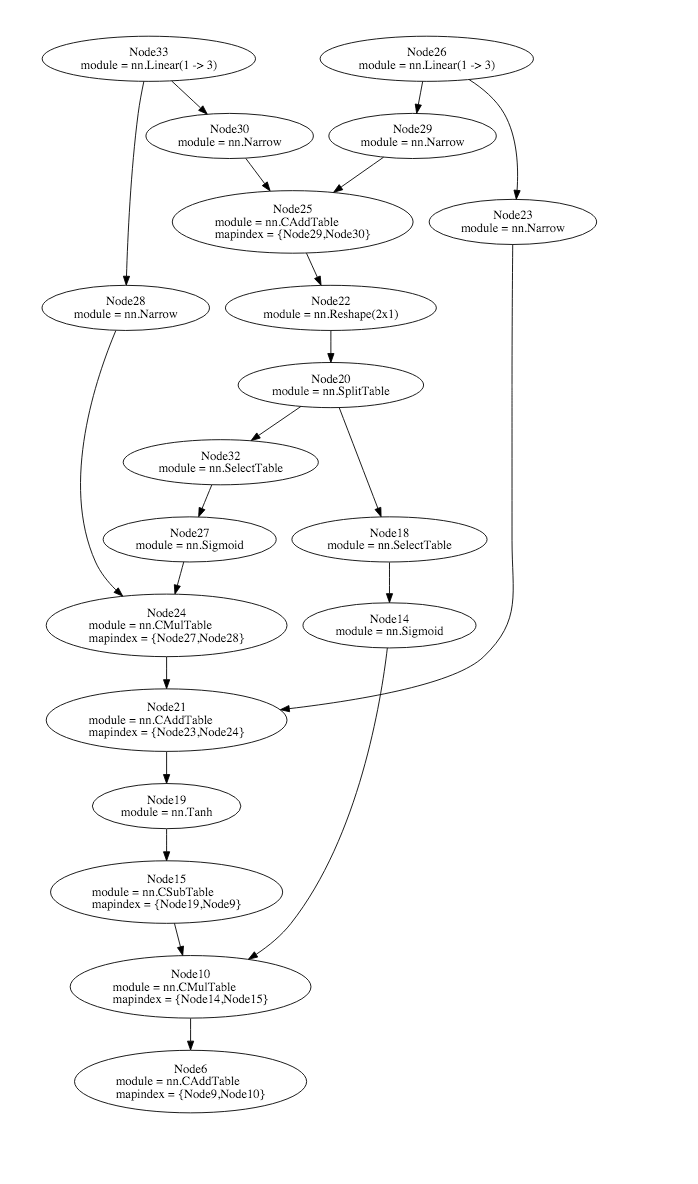 Node33
module = nn.Linear(1 -> 3)
Node26
module = nn.Linear(1 -> 3)
Node30
module = nn.Narrow
Node29
module = nn.Narrow
Node25
module = nn.CAddTable
mapindex = {Node29,Node30}
Node23
module = nn.Narrow
Node28
module = nn.Narrow
Node22
module = nn.Reshape(2x1)
Node20
module = nn.SplitTable
Node32
module = nn.SelectTable
Node27
module = nn.Sigmoid
Node18
module = nn.SelectTable
Node24
module = nn.CMulTable
mapindex = {Node27,Node28}
Node14
module = nn.Sigmoid
Node21
module = nn.CAddTable
mapindex = {Node23,Node24}
Node19
module = nn.Tanh
Node15
module = nn.CSubTable
mapindex = {Node19,Node9}
Node10
module = nn.CMulTable
mapindex = {Node14,Node15}
Node6
module = nn.CAddTable
mapindex = {Node9,Node10}